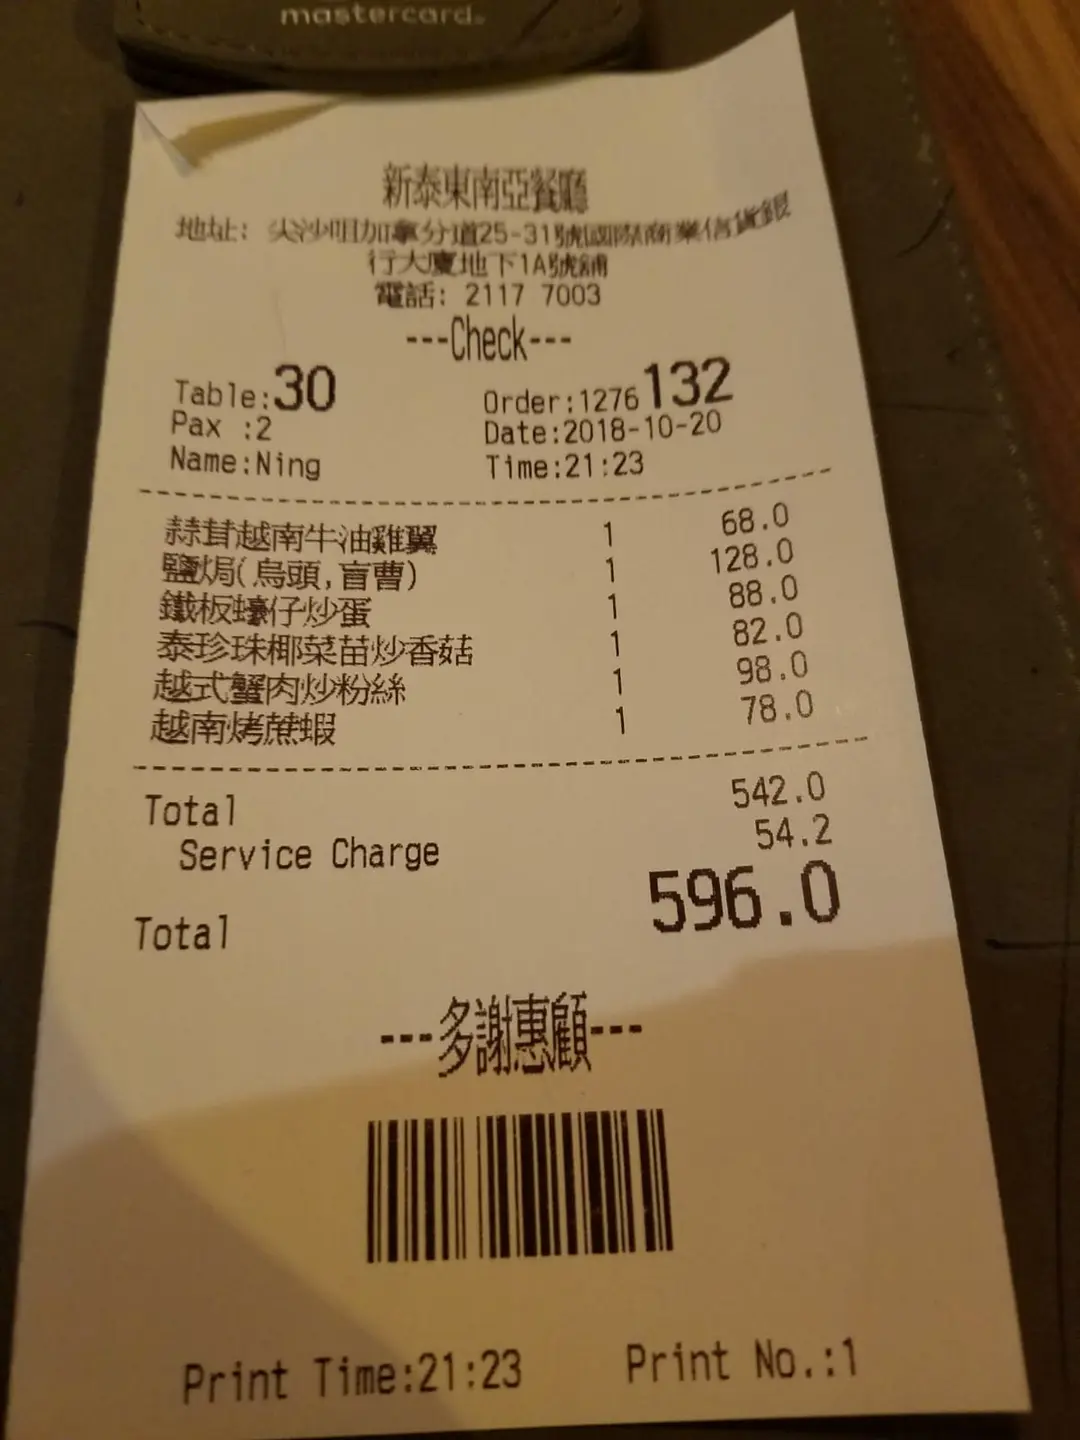 mastercard.
新泰東南亞餐廳
地址: 尖沙咀加拿分道25-31號國際商業信貸銀
行大廈地下1A號舖
電話: 2117 7003
---Check---
Table:30 Order:1276 132
Pax :2 Date:2018-10-20
Name:Ning Time:21:23
蒜茸越南牛油雞翼 1 68.0
鹽焗(烏頭,盲曹) 1 128.0
鐵板蠔仔炒蛋 1 88.0
泰珍珠椰菜苗炒香菇 1 82.0
越式蟹肉炒粉絲 1 98.0
越南烤蔗蝦 1 78.0
Total 542.0
Service Charge 54.2
Total 596.0
---多謝惠顧---
Print Time:21:23 Print No.:1